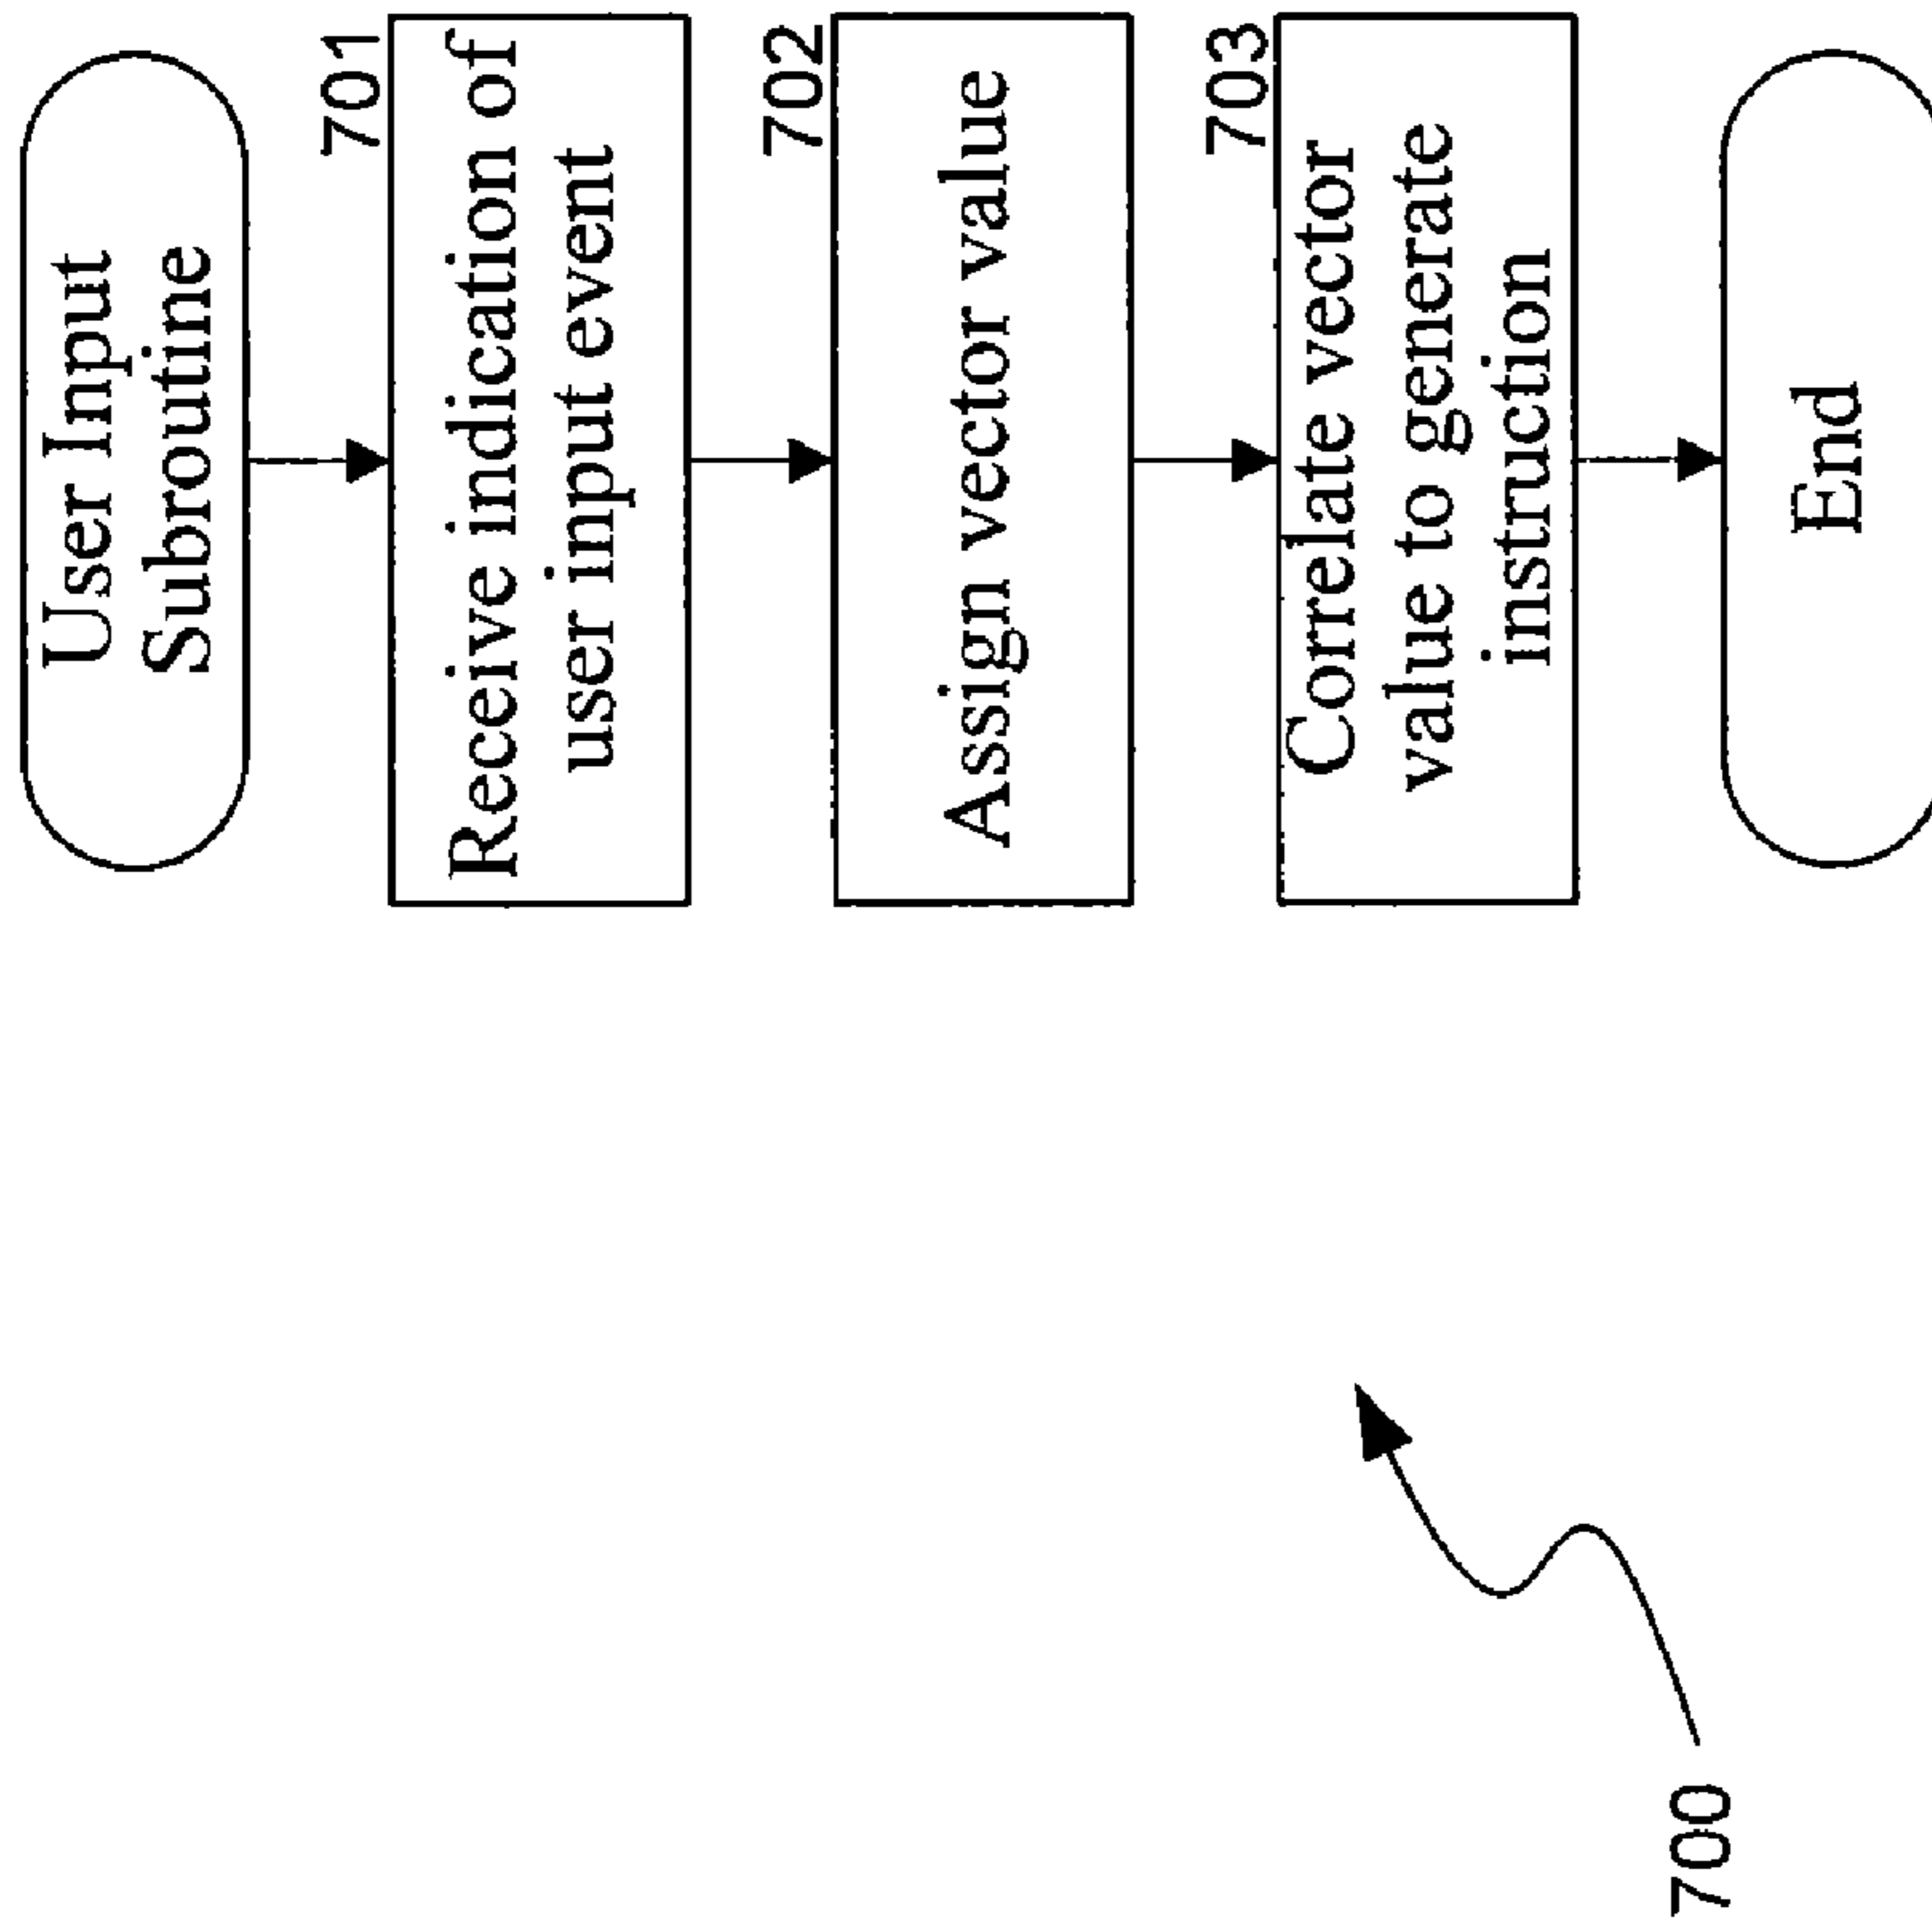 User Input
Subroutine
701
Receive indication of
user input event
702
Assign vector value
703
Correlate vector
value to generate
instruction
End
700